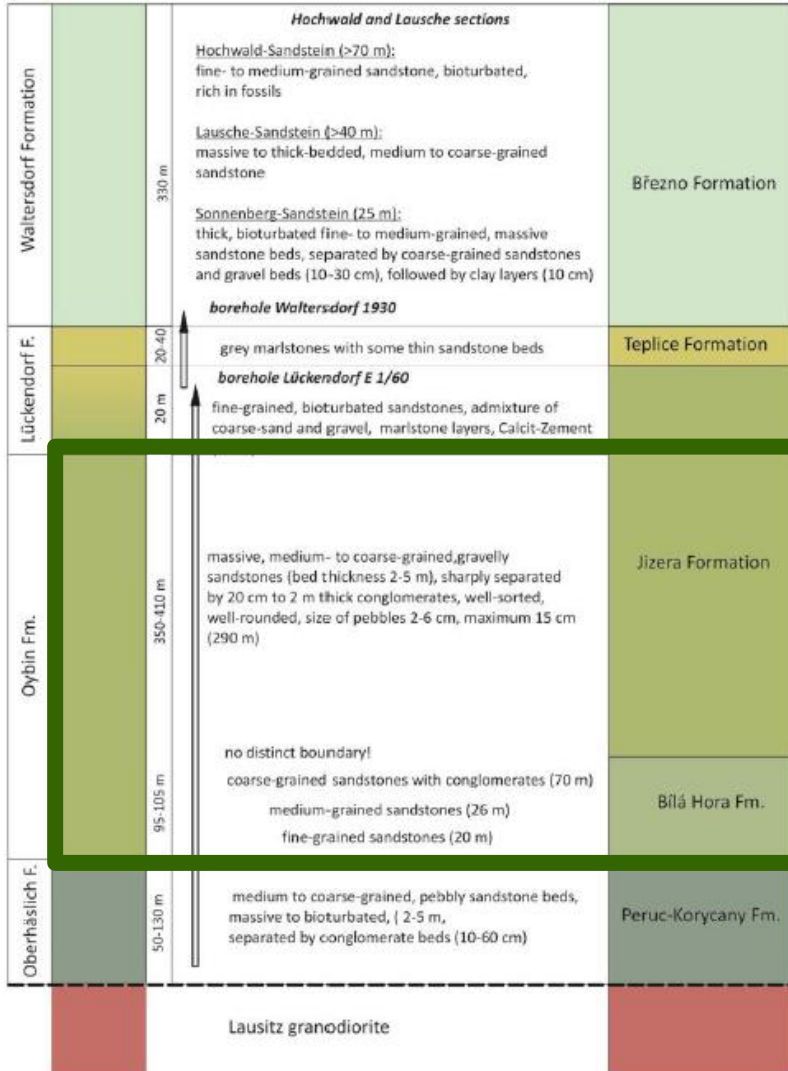 Hochwald and Lausche sections
Hochwald-Sandstein (>70 m):
fine- to medium-grained sandstone, bioturbated,
rich in fossils
Lausche-Sandstein (>40 m):
massive to thick-bedded, medium to coarse-grained
sandstone
Sonnenberg-Sandstein (25 m):
thick, bioturbated fine- to medium-grained, massive
sandstone beds, separated by coarse-grained sandstones
and gravel beds (10-30 cm), followed by clay layers (10 cm)
borehole Waltersdorf 1930
Waltersdorf Formation
330 m
Březno Formation
Lückendorf F.
20-40
grey marlstones with some thin sandstone beds
Teplice Formation
borehole Lückendorf E 1/60
20 m
fine-grained, bioturbated sandstones, admixture of
coarse-sand and gravel, marlstone layers, Calcit-Zement
Oybin Fm.
350-410 m
massive, medium- to coarse-grained,gravelly
sandstones (bed thickness 2-5 m), sharply separated
by 20 cm to 2 m thick conglomerates, well-sorted,
well-rounded, size of pebbles 2-6 cm, maximum 15 cm
(290 m)
Jizera Formation
no distinct boundary!
95-105 m
coarse-grained sandstones with conglomerates (70 m)
medium-grained sandstones (26 m)
fine-grained sandstones (20 m)
Bílá Hora Fm.
Oberhäslich F.
50-130 m
medium to coarse-grained, pebbly sandstone beds,
massive to bioturbated, ( 2-5 m,
separated by conglomerate beds (10-60 cm)
Peruc-Korycany Fm.
Lausitz granodiorite